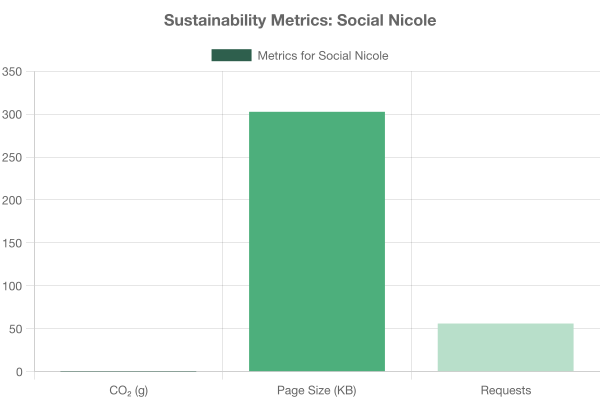 Sustainability Metrics: Social Nicole
Metrics for Social Nicole
350
300
250
200
150
100
50
0
CO₂ (g) Page Size (KB) Requests